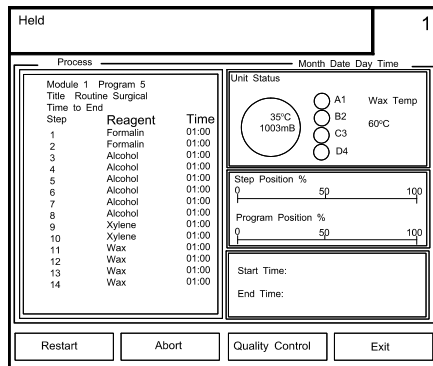 Held
1
Process
Month Date Day Time
Module 1 Program 5
Title Routine Surgical
Time to End
Step Reagent Time
1 Formalin 01:00
2 Formalin 01:00
3 Alcohol 01:00
4 Alcohol 01:00
5 Alcohol 01:00
6 Alcohol 01:00
7 Alcohol 01:00
8 Alcohol 01:00
9 Xylene 01:00
10 Xylene 01:00
11 Wax 01:00
12 Wax 01:00
13 Wax 01:00
14 Wax 01:00
Unit Status
35°C
1003mB
A1
B2
C3
D4
Wax Temp
60°C
Step Position %
0 50 100
Program Position %
0 50 100
Start Time:
End Time:
Restart
Abort
Quality Control
Exit